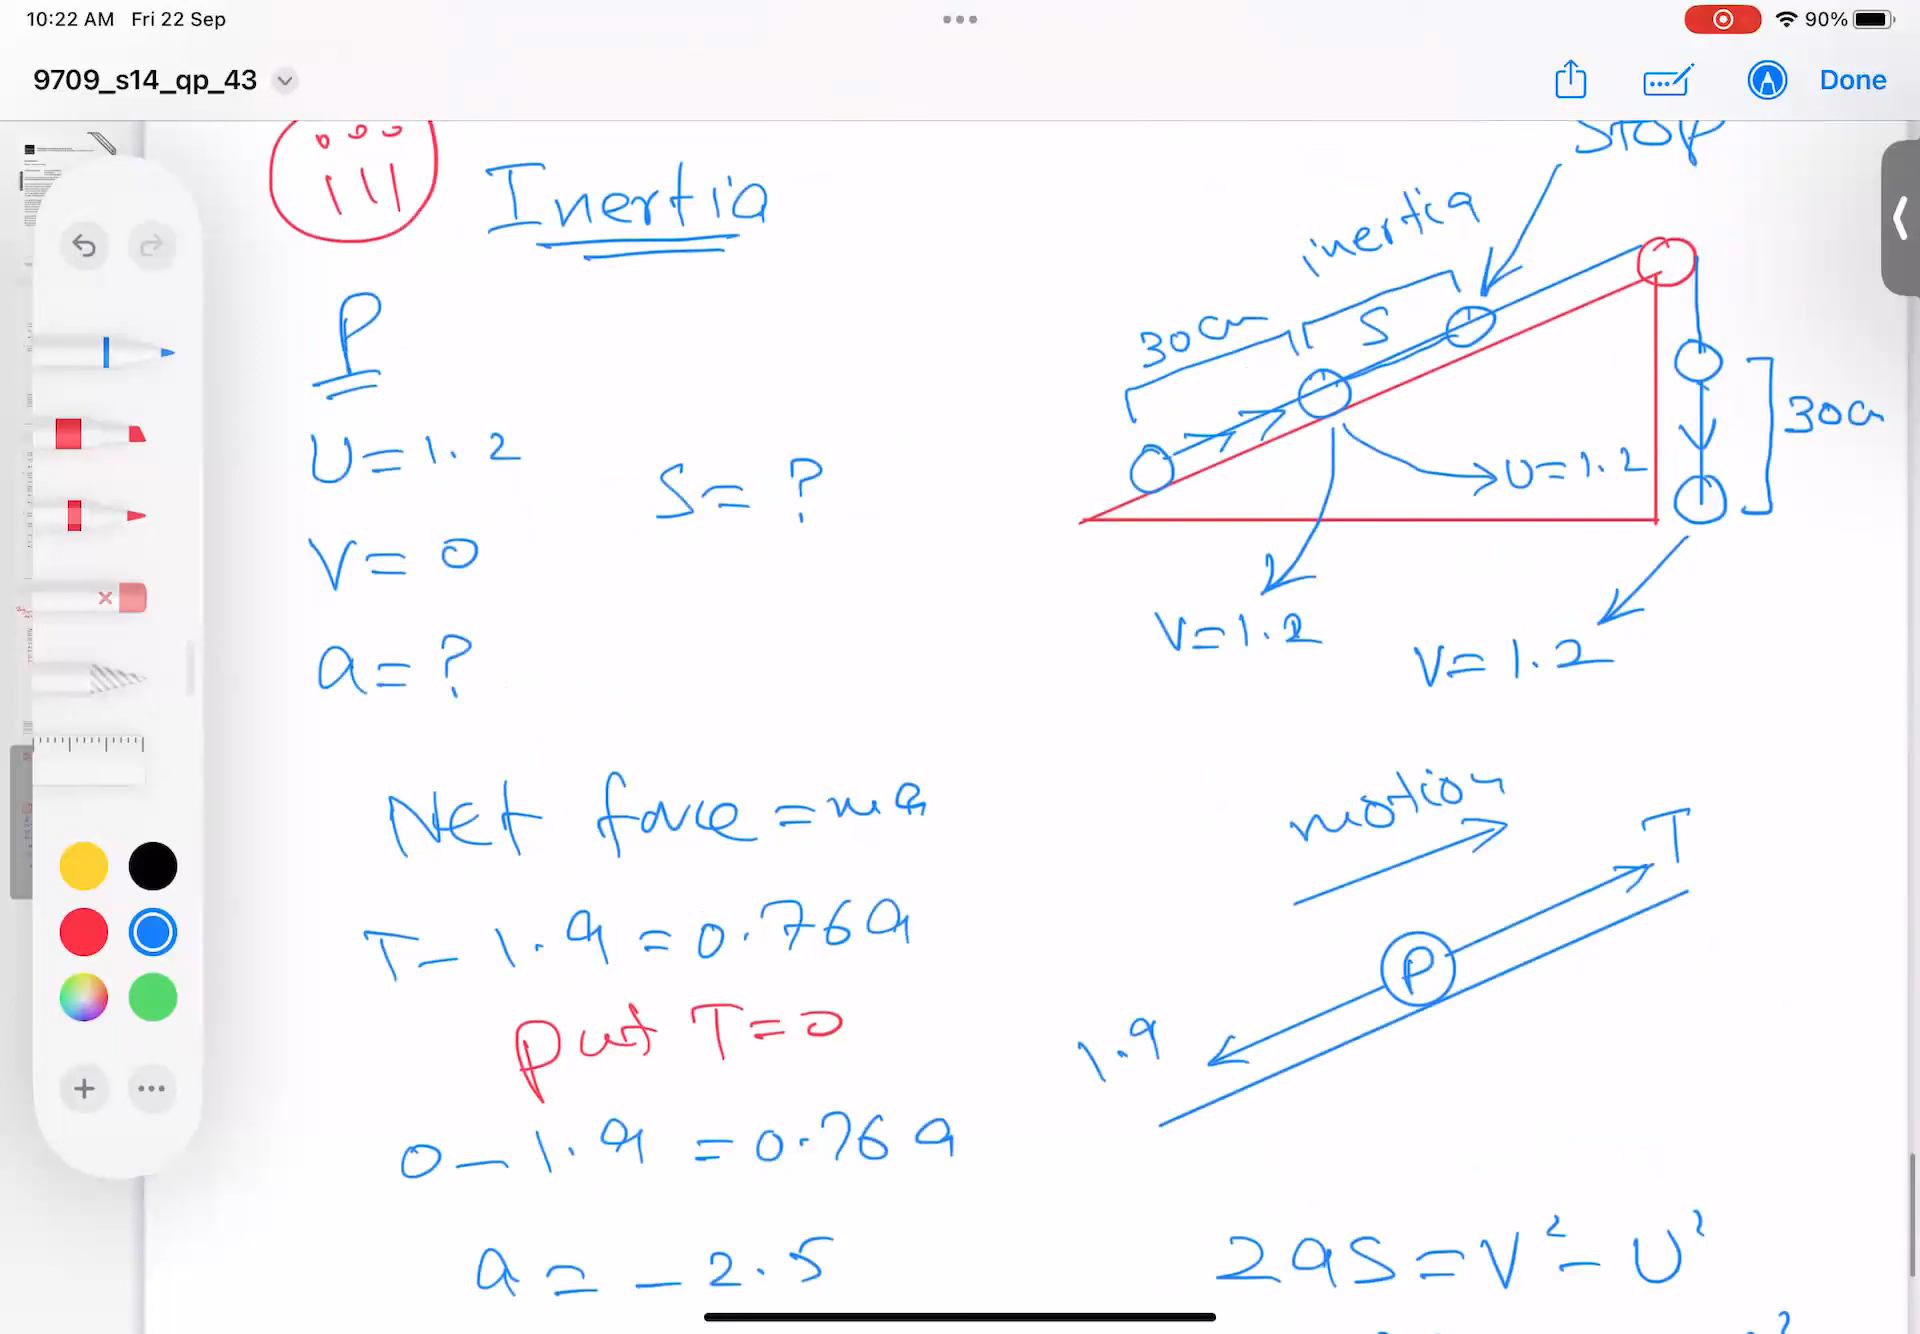 10:22 AM Fri 22 Sep
90%
9709_s14_qp_43
Done
STOP
Inertia
inertia
30cm
S
P
30cm
U = 1.2
U = 1.2
S = ?
V = 0
V = 1.2
V = 1.2
a = ?
Net force = ma
motion
T
T - 1.9 = 0.76a
P
put T = 0
1.9
0 - 1.9 = 0.76a
a = - 2.5
2as = V² - U²